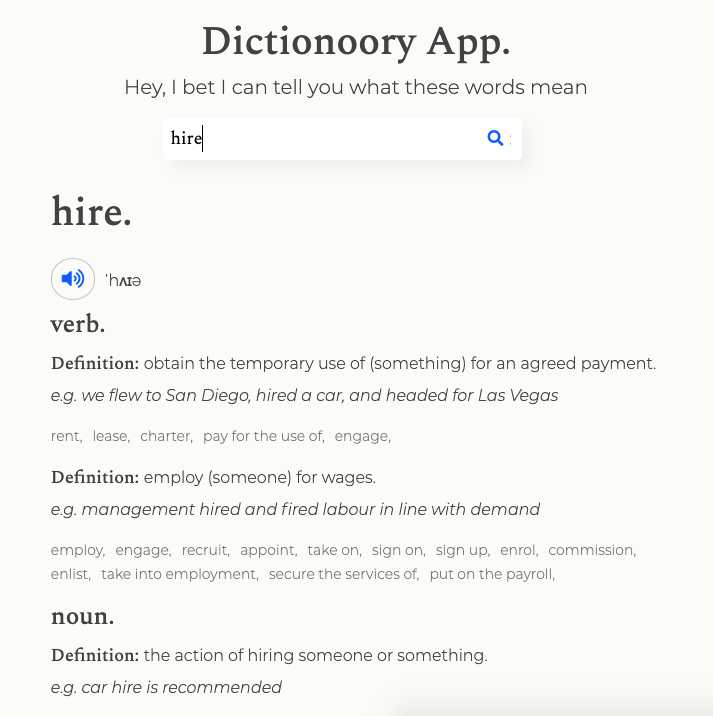 Dictionoory App.
Hey, I bet I can tell you what these words mean
hire
hire.
ˈhʌɪə
verb.
Definition: obtain the temporary use of (something) for an agreed payment.
e.g. we flew to San Diego, hired a car, and headed for Las Vegas
rent, lease, charter, pay for the use of, engage,
Definition: employ (someone) for wages.
e.g. management hired and fired labour in line with demand
employ, engage, recruit, appoint, take on, sign on, sign up, enrol, commission,
enlist, take into employment, secure the services of, put on the payroll,
noun.
Definition: the action of hiring someone or something.
e.g. car hire is recommended